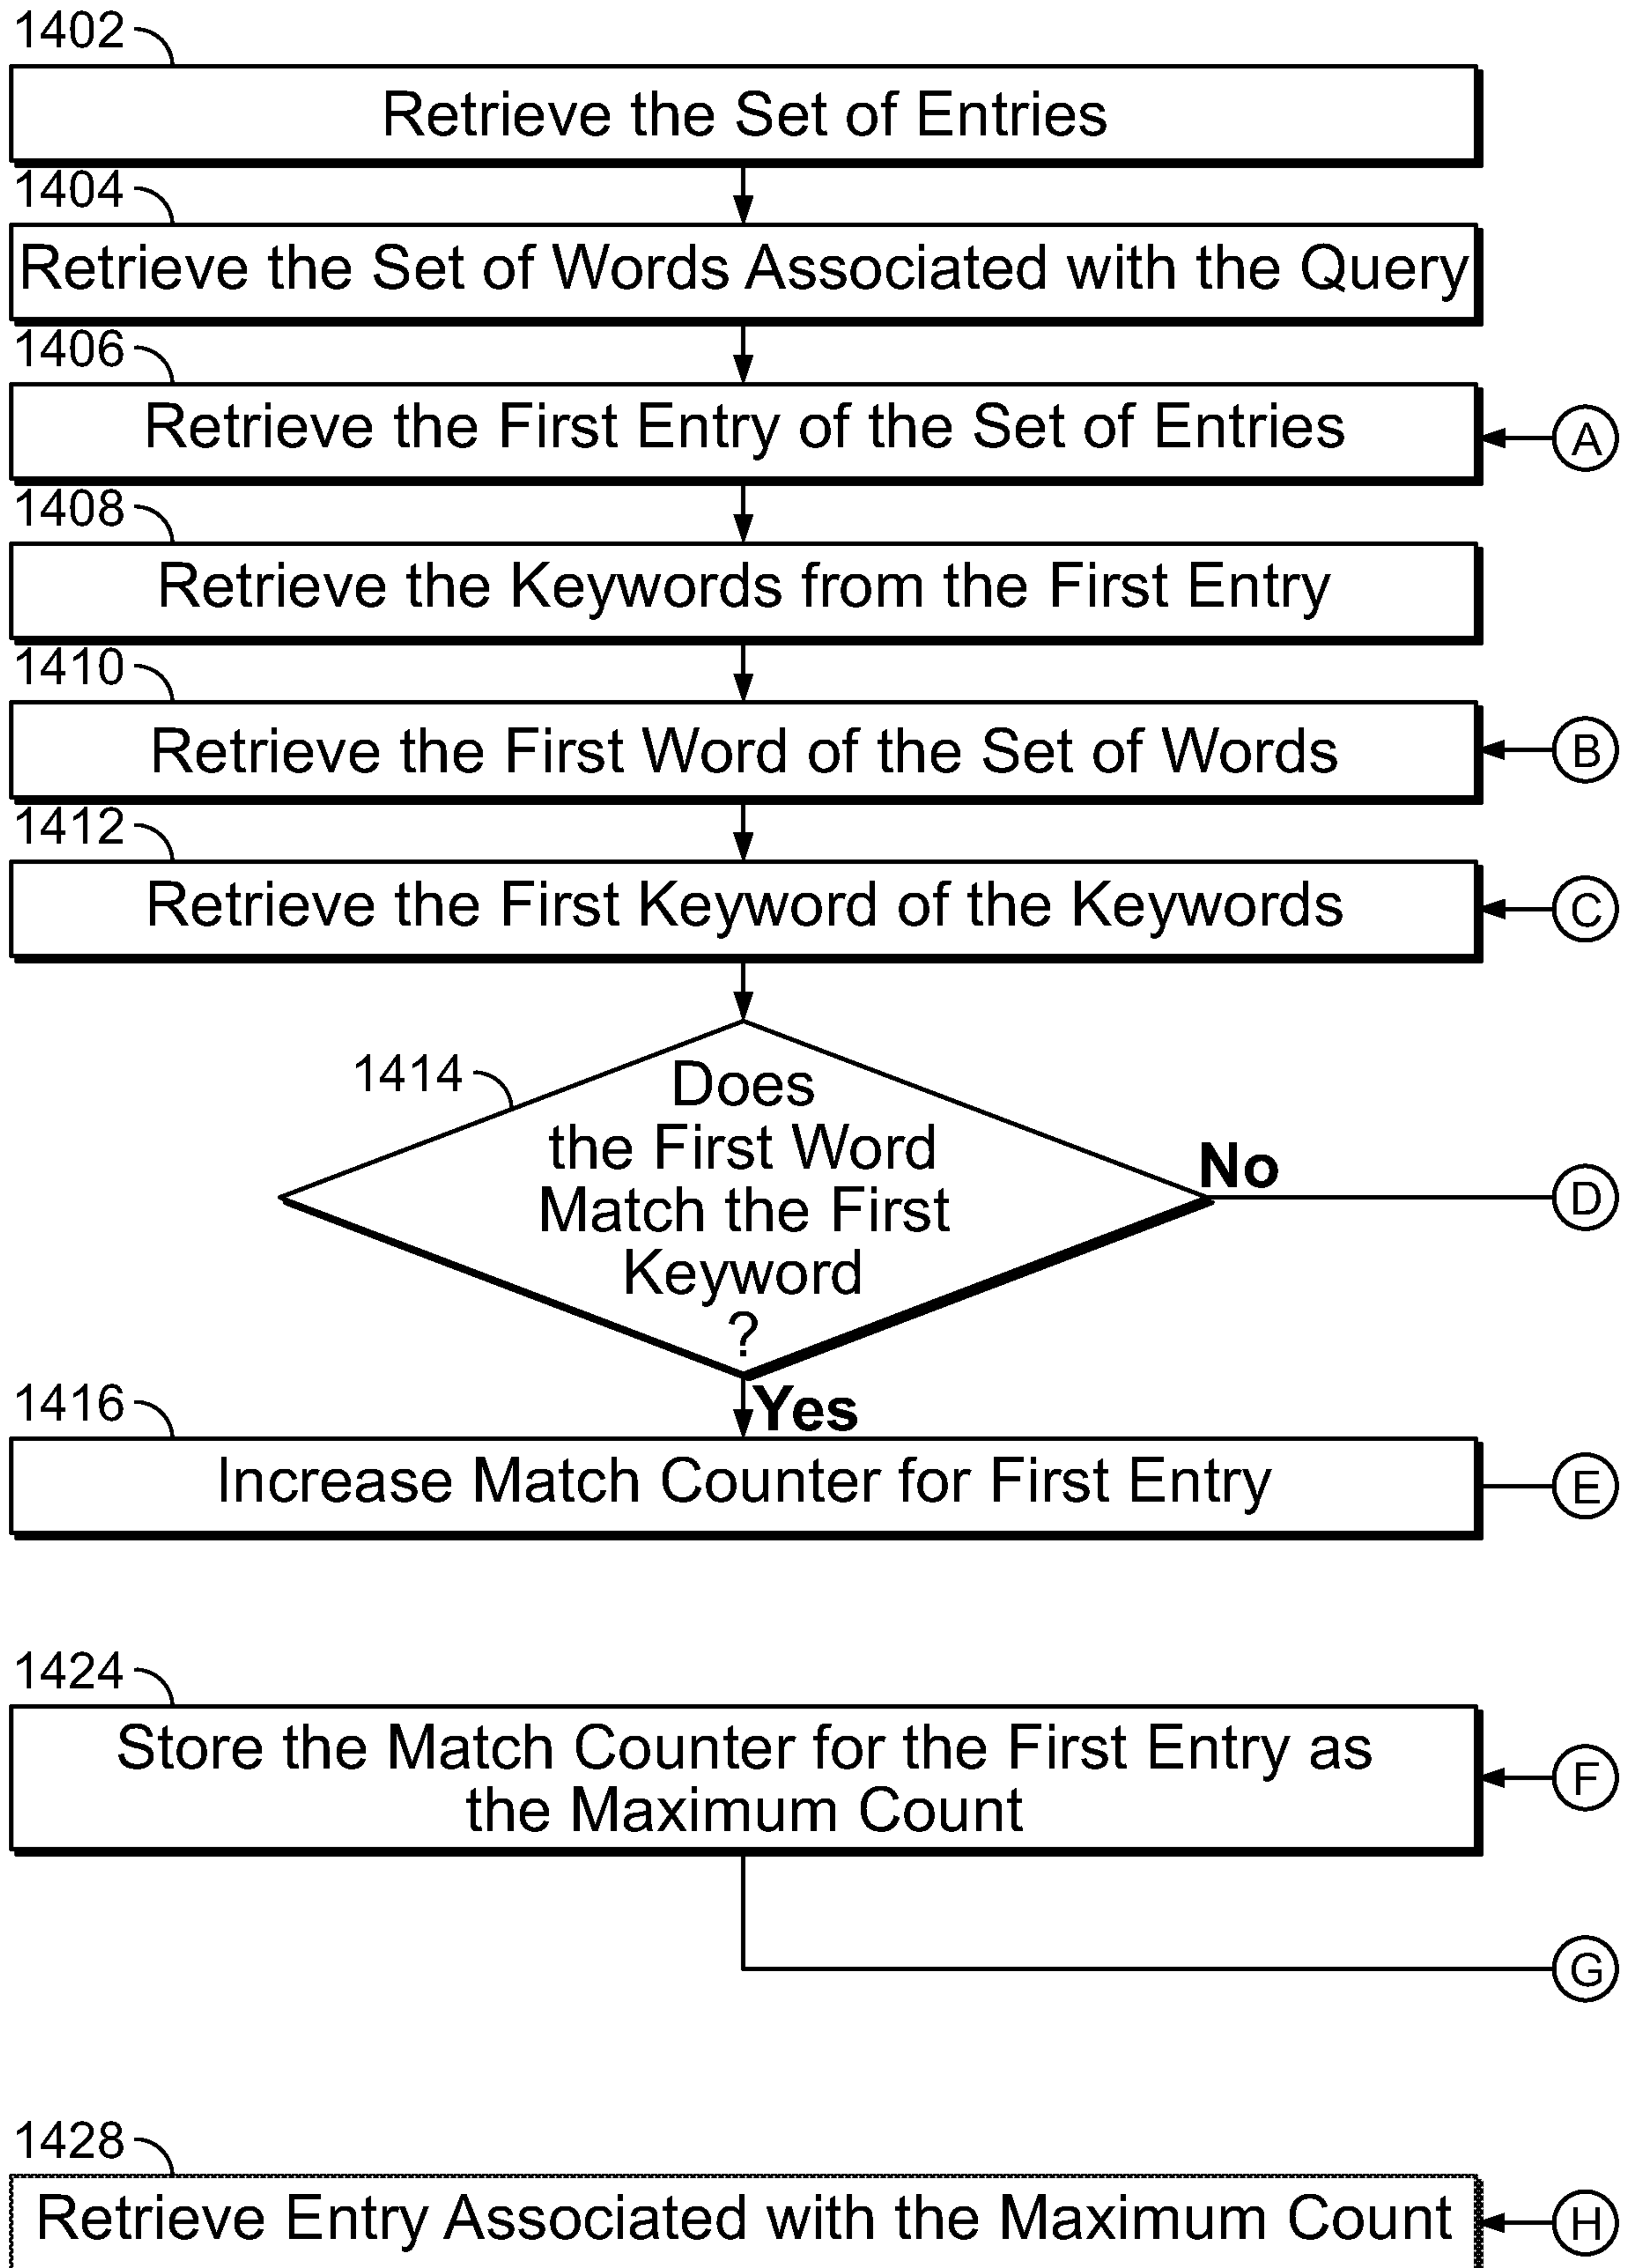 1402
Retrieve the Set of Entries
1404
Retrieve the Set of Words Associated with the Query
1406
Retrieve the First Entry of the Set of Entries
A
1408
Retrieve the Keywords from the First Entry
1410
Retrieve the First Word of the Set of Words
B
1412
Retrieve the First Keyword of the Keywords
C
1414
Does
the First Word
Match the First
Keyword
?
No
D
Yes
1416
Increase Match Counter for First Entry
E
1424
Store the Match Counter for the First Entry as
the Maximum Count
F
G
1428
Retrieve Entry Associated with the Maximum Count
H